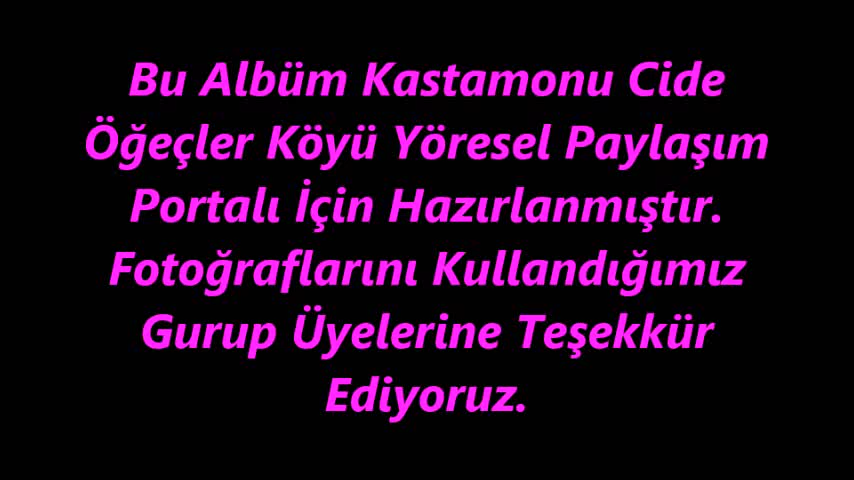 Bu Albüm Kastamonu Cide
Öğeçler Köyü Yöresel Paylaşım
Portalı İçin Hazırlanmıştır.
Fotoğraflarını Kullandığımız
Gurup Üyelerine Teşekkür
Ediyoruz.